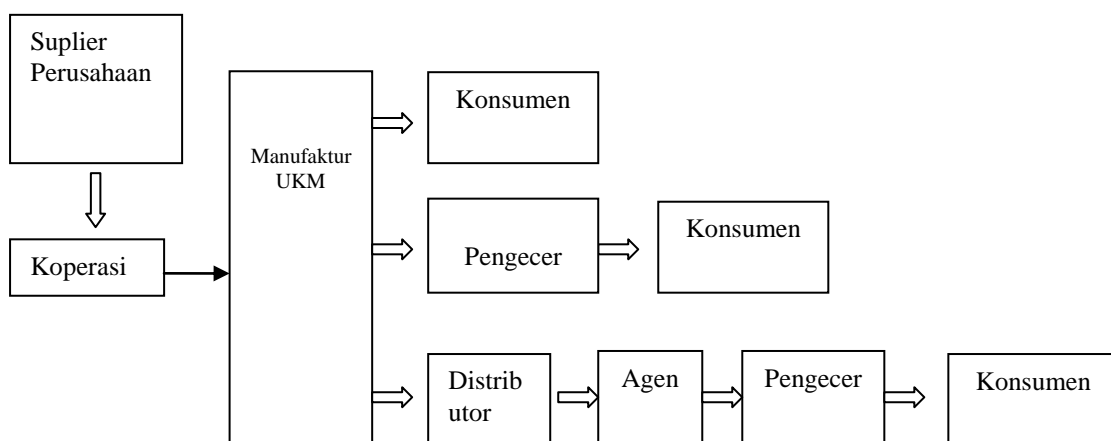 Suplier
Perusahaan
Konsumen
Manufaktur
UKM
Konsumen
Pengecer
Koperasi
Distrib
utor
Agen
Pengecer
Konsumen